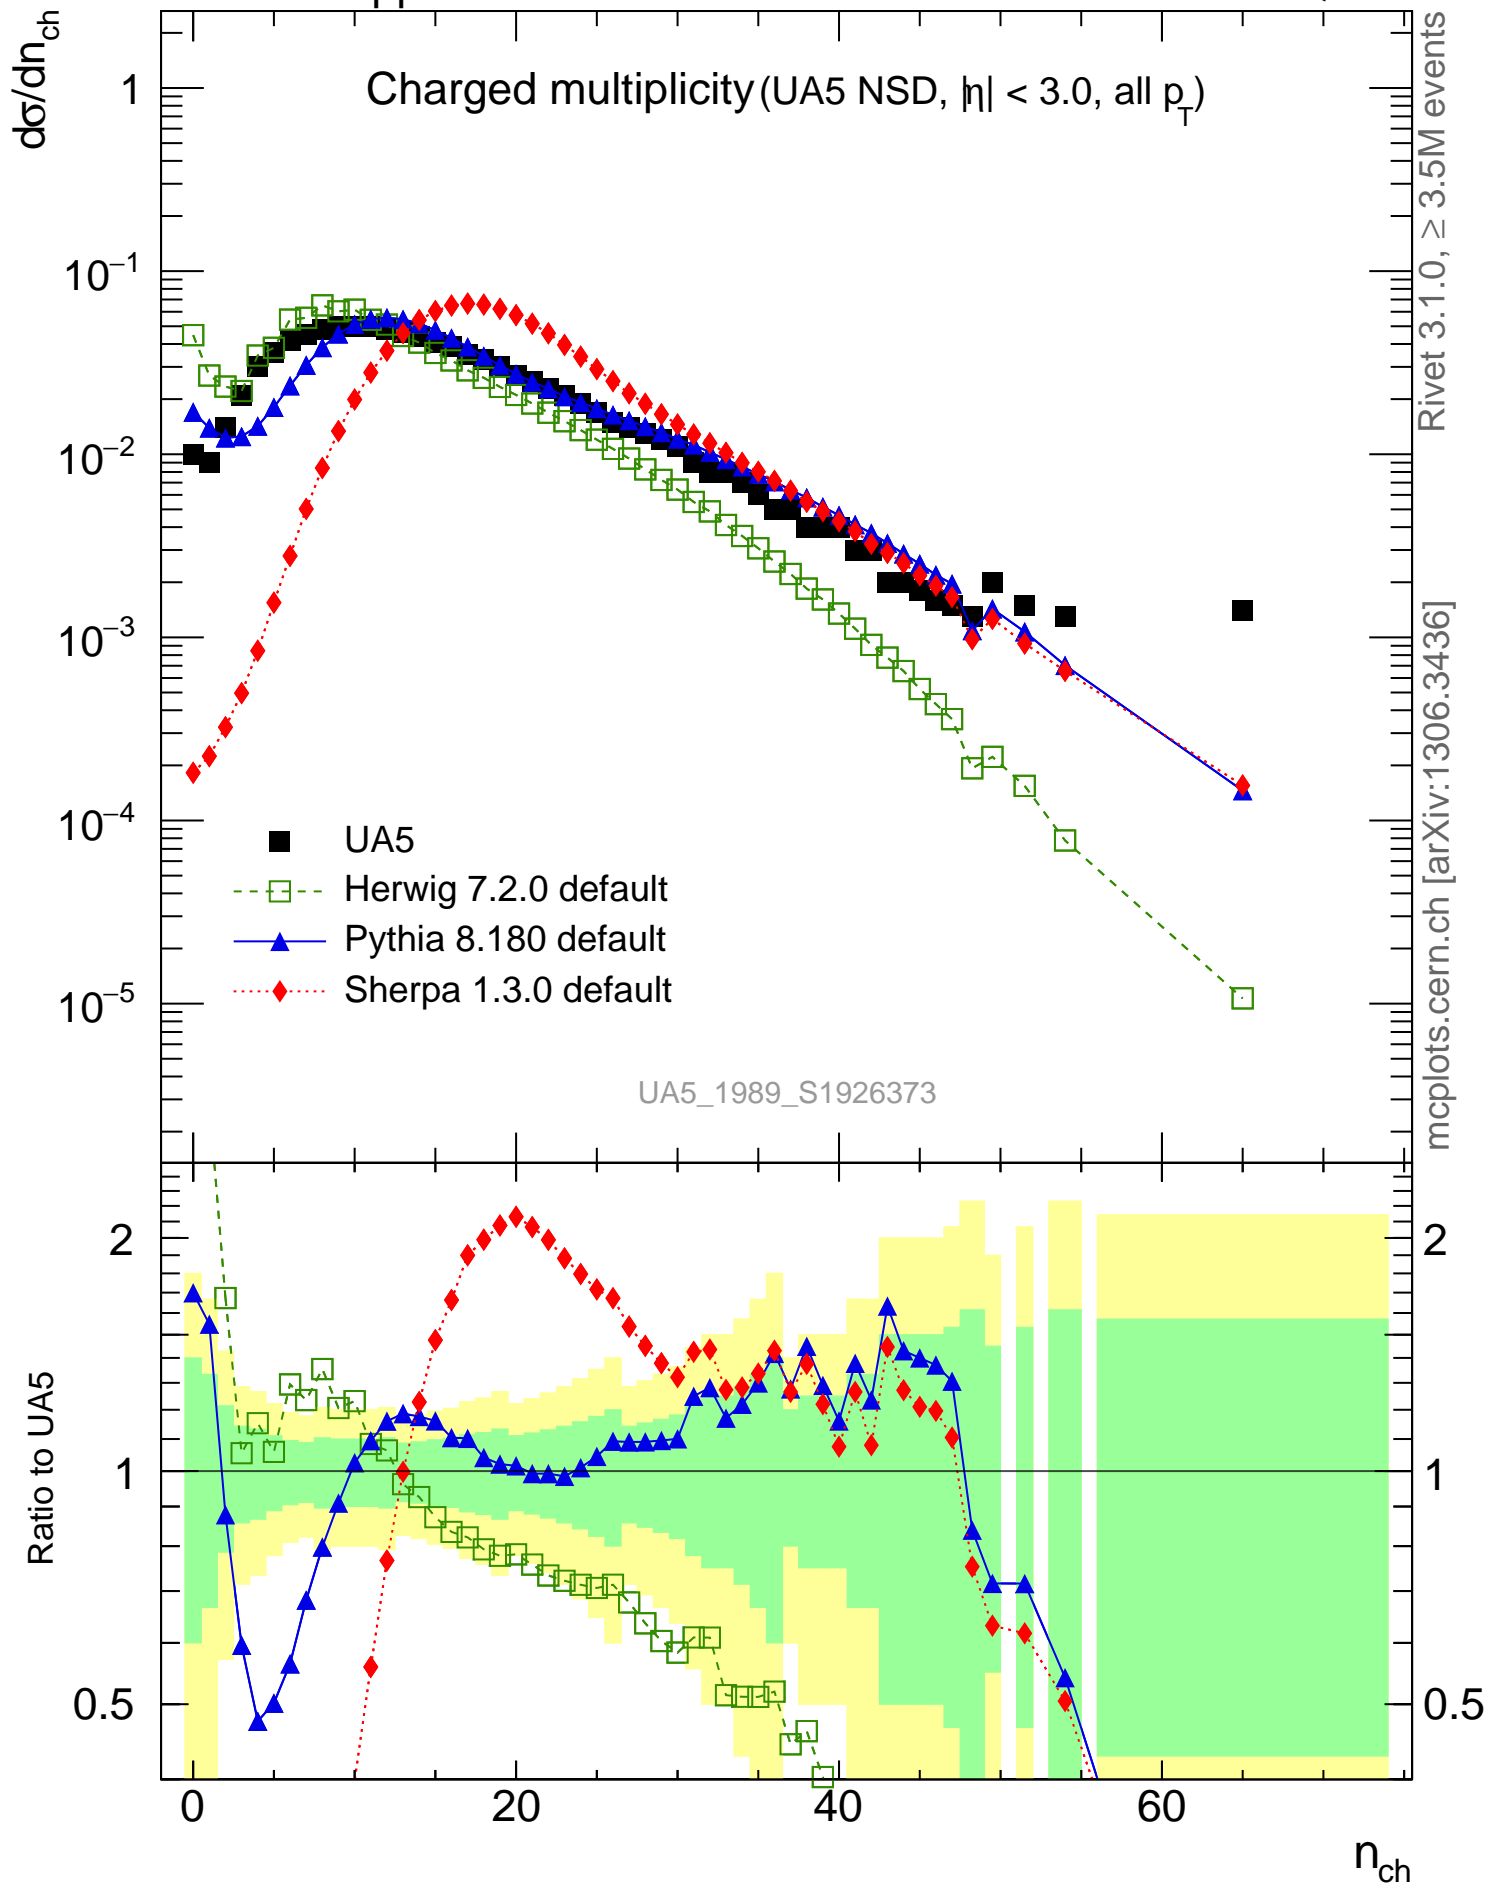 dσ/dn_ch
Charged multiplicity (UA5 NSD, |η| < 3.0, all p_T)
1
10⁻¹
10⁻²
10⁻³
10⁻⁴
10⁻⁵
UA5
Herwig 7.2.0 default
Pythia 8.180 default
Sherpa 1.3.0 default
UA5_1989_S1926373
Rivet 3.1.0, ≥ 3.5M events
mcplots.cern.ch [arXiv:1306.3436]
Ratio to UA5
2
1
0.5
2
1
0.5
0 20 40 60
n_ch